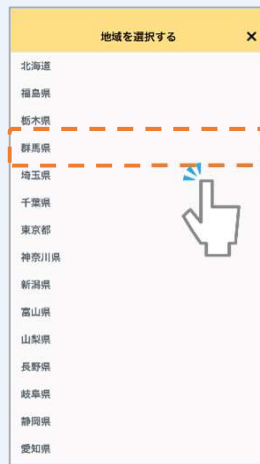 地域を選択する ×
北海道
福島県
栃木県
群馬県
埼玉県
千葉県
東京都
神奈川県
新潟県
富山県
山梨県
長野県
岐阜県
静岡県
愛知県